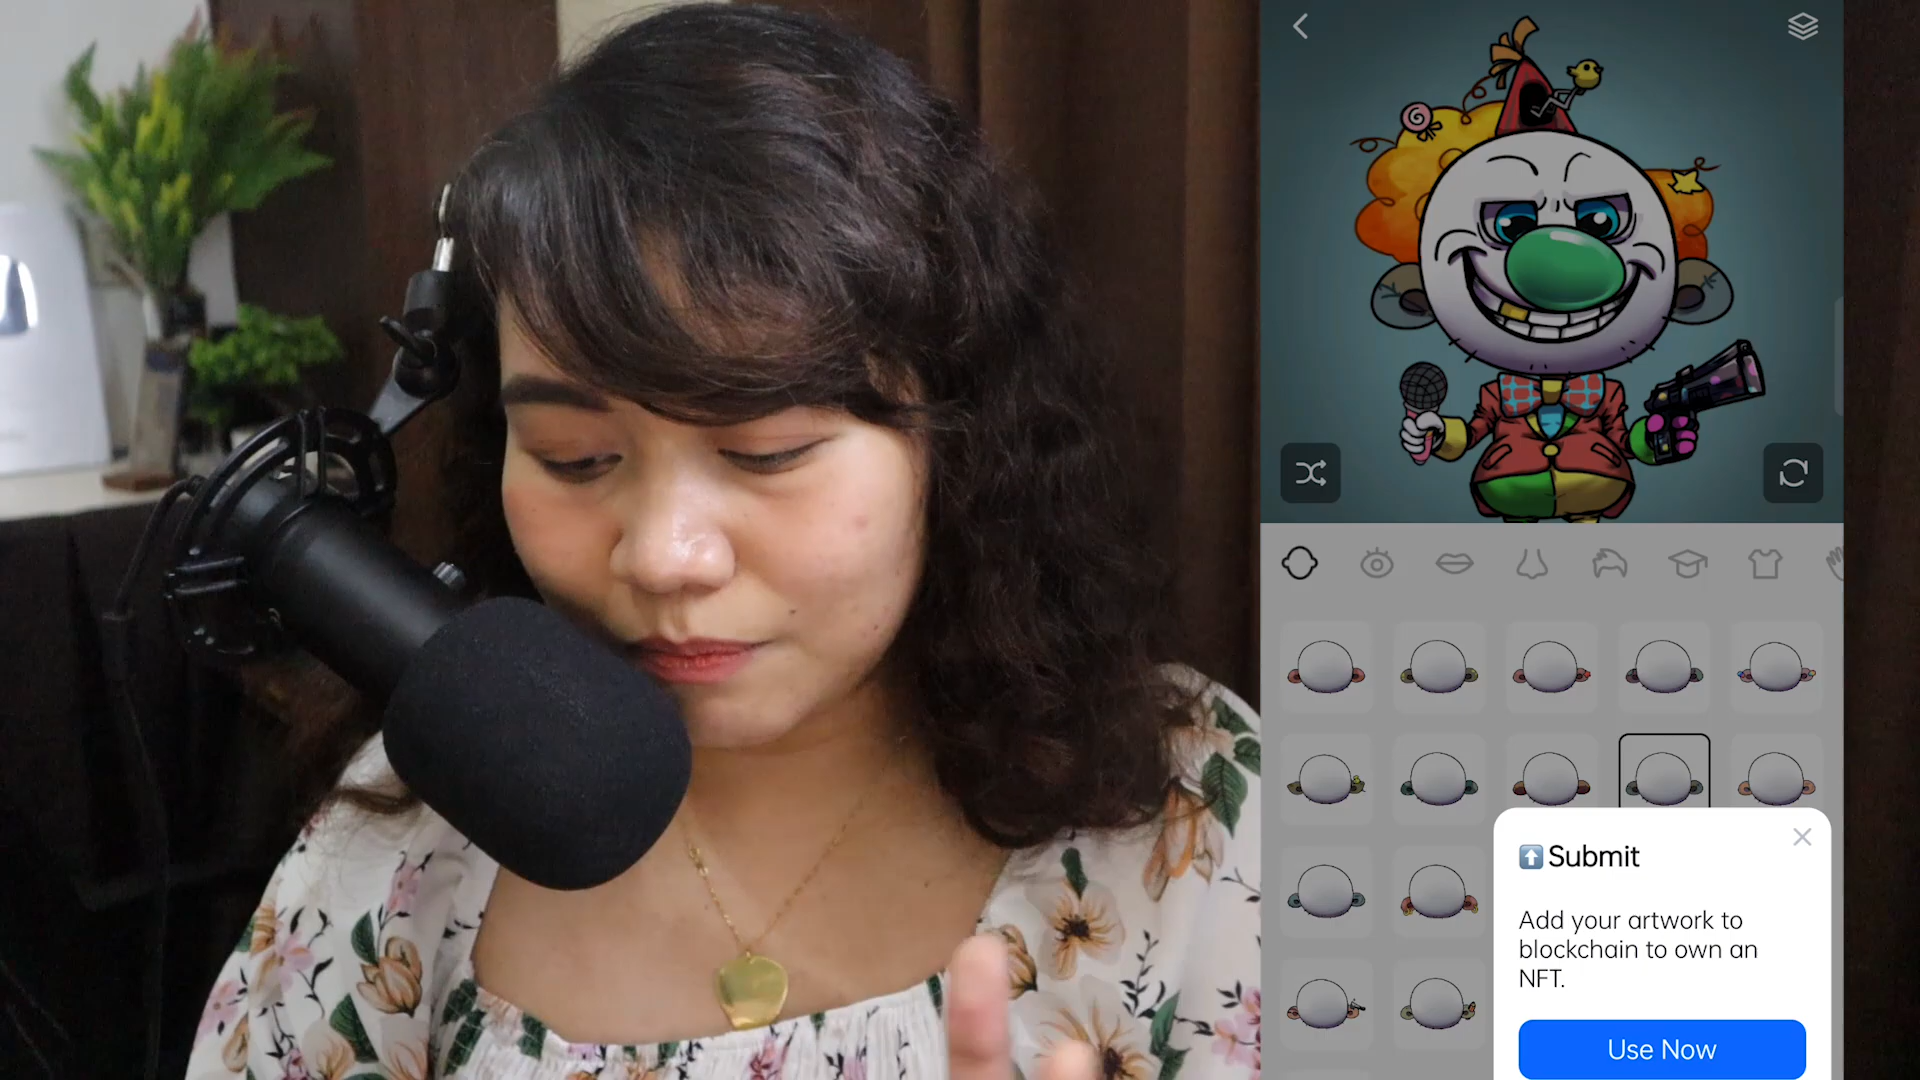 Submit
Add your artwork to
blockchain to own an
NFT.
Use Now